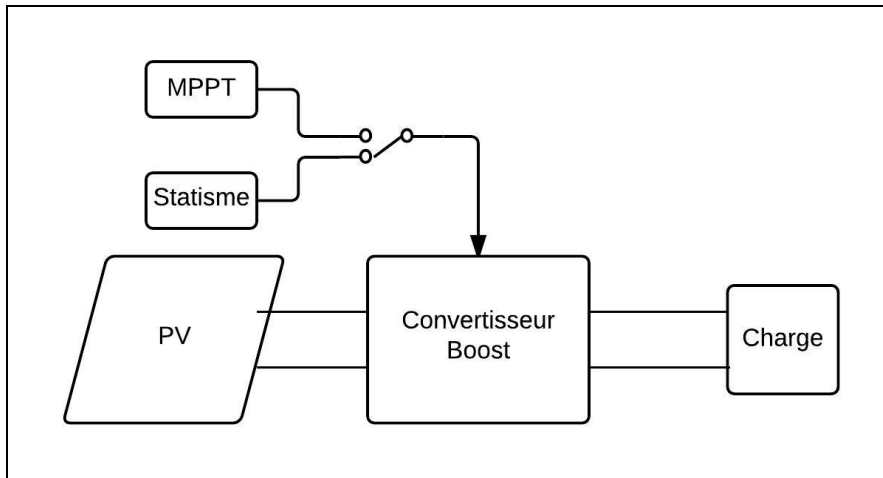 MPPT
Statisme
PV
Convertisseur
Boost
Charge